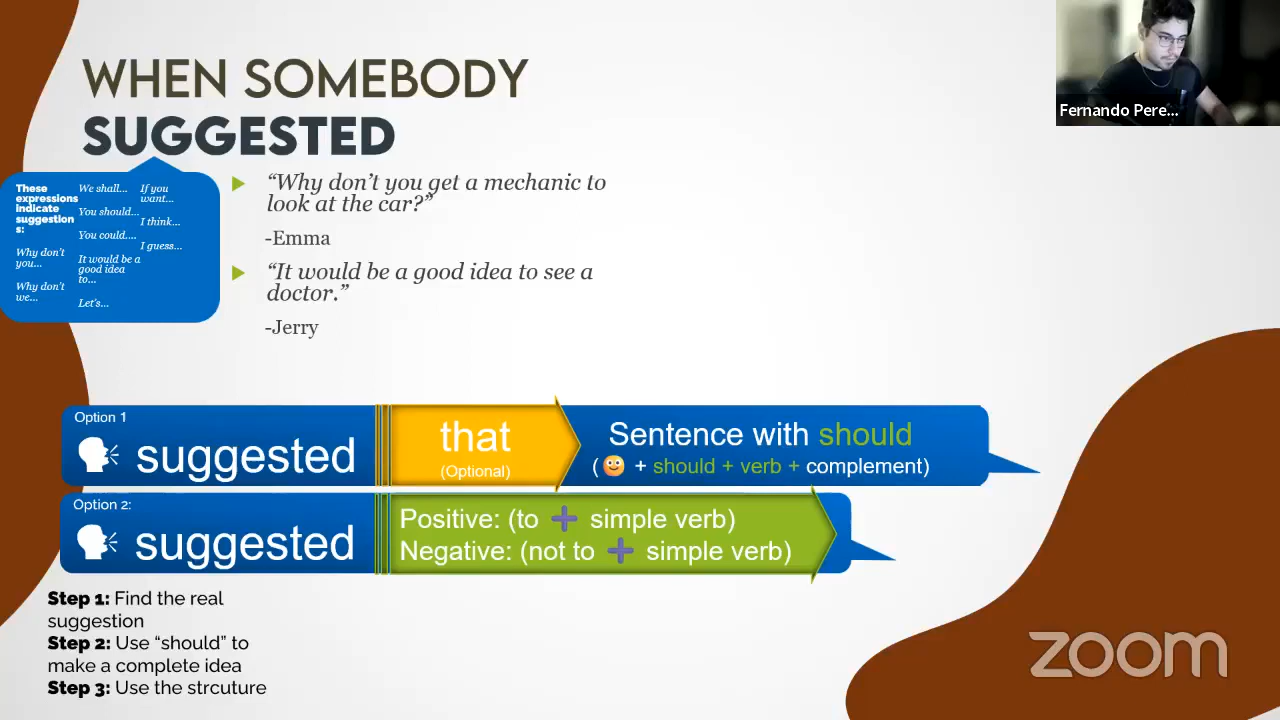 WHEN SOMEBODY
SUGGESTED
Fernando Pere...
These
expressions
indicate
suggestion
s:
Why don't
you...
Why don't
we...
We shall...
You should...
You could....
It would be a
good idea
to...
Let's...
If you
want...
I think...
I guess...
"Why don't you get a mechanic to
look at the car?"
-Emma
"It would be a good idea to see a
doctor."
-Jerry
Option 1
suggested
that
(Optional)
Sentence with should
( + should + verb + complement)
Option 2:
suggested
Positive: (to ➕ simple verb)
Negative: (not to ➕ simple verb)
Step 1: Find the real
suggestion
Step 2: Use "should" to
make a complete idea
Step 3: Use the strcuture
zoom